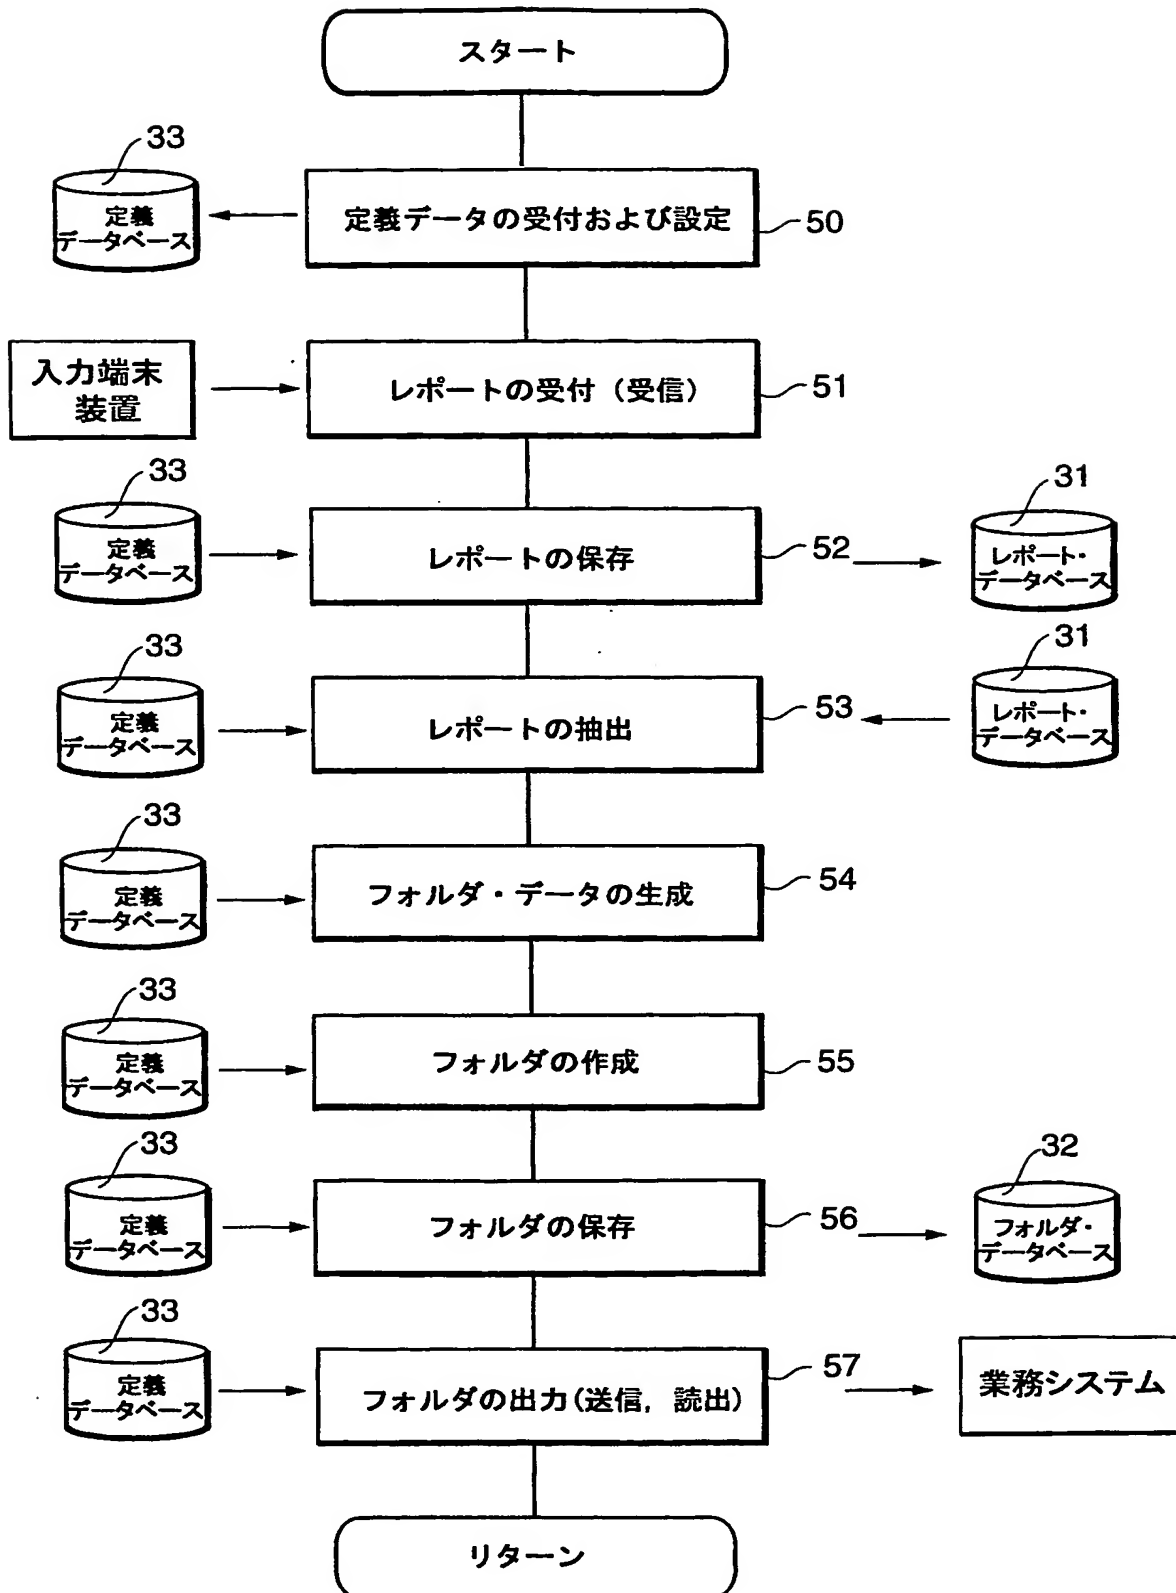 スタート
33
定義
データベース
定義データの受付および設定
50
入力端末
装置
レポートの受付（受信）
51
33
定義
データベース
レポートの保存
52
31
レポート・
データベース
33
定義
データベース
レポートの抽出
53
31
レポート・
データベース
33
定義
データベース
フォルダ・データの生成
54
33
定義
データベース
フォルダの作成
55
33
定義
データベース
フォルダの保存
56
32
フォルダ・
データベース
33
定義
データベース
フォルダの出力(送信，読出)
57
業務システム
リターン